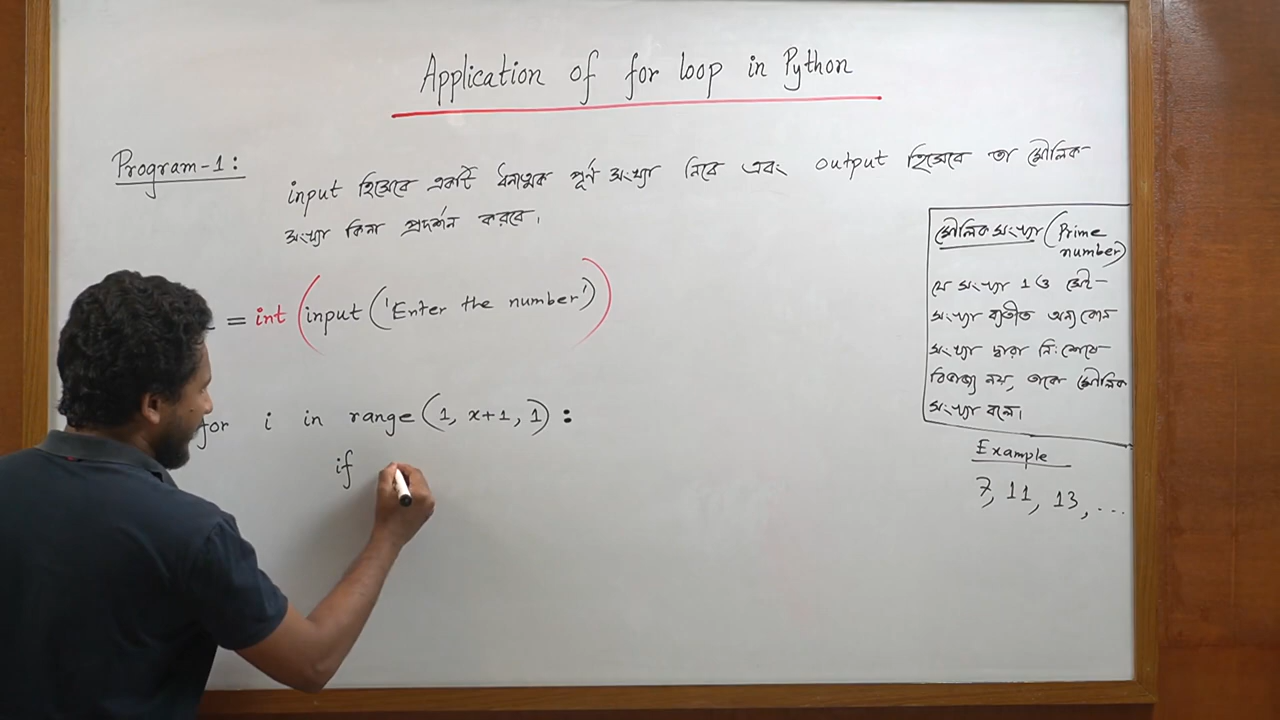 Application of for loop in Python
Program-1:
input হিসেবে একটি ধনাত্মক পূর্ন সংখ্যা নিবে এবং output হিসেবে তা মৌলিক
সংখ্যা কিনা প্রদর্শন করবে।
= int(input('Enter the number'))
for i in range(1, x+1, 1):
if
মৌলিক সংখ্যা (Prime
number)
যে সংখ্যা 1 ও সেই-
সংখ্যা ব্যতীত অন্য কোন
সংখ্যা দ্বারা নিঃশেষে
বিভাজ্য নয়, তাকে মৌলিক
সংখ্যা বলে।
Example
7, 11, 13, ...